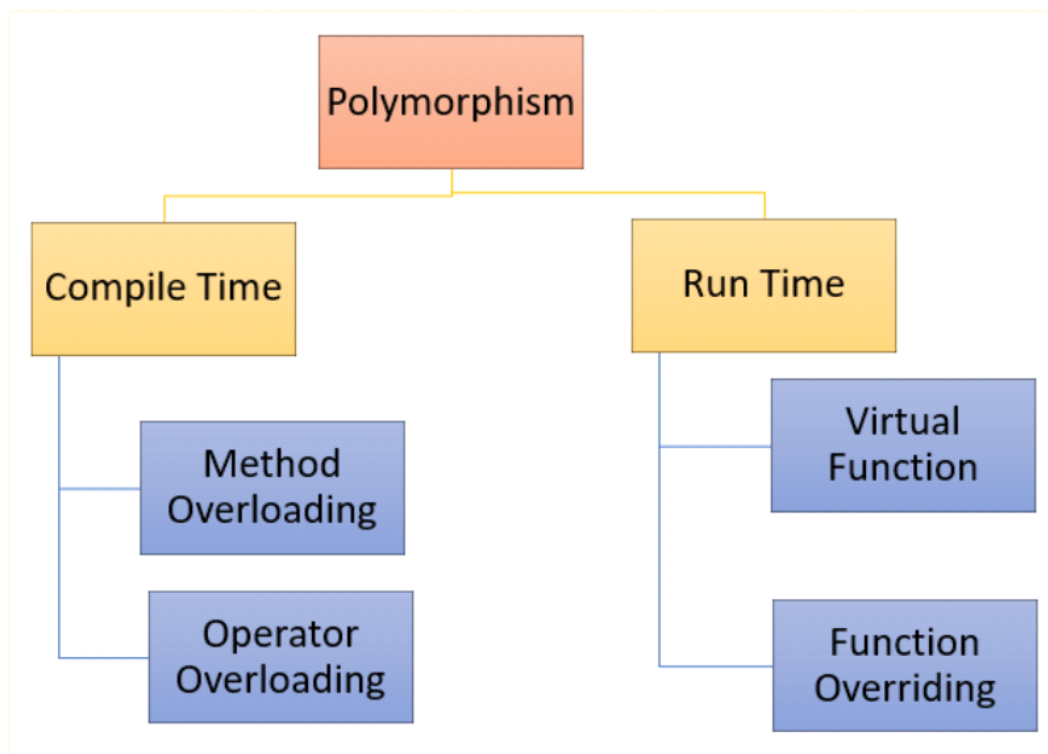 Polymorphism
Compile Time
Run Time
Method
Overloading
Operator
Overloading
Virtual
Function
Function
Overriding